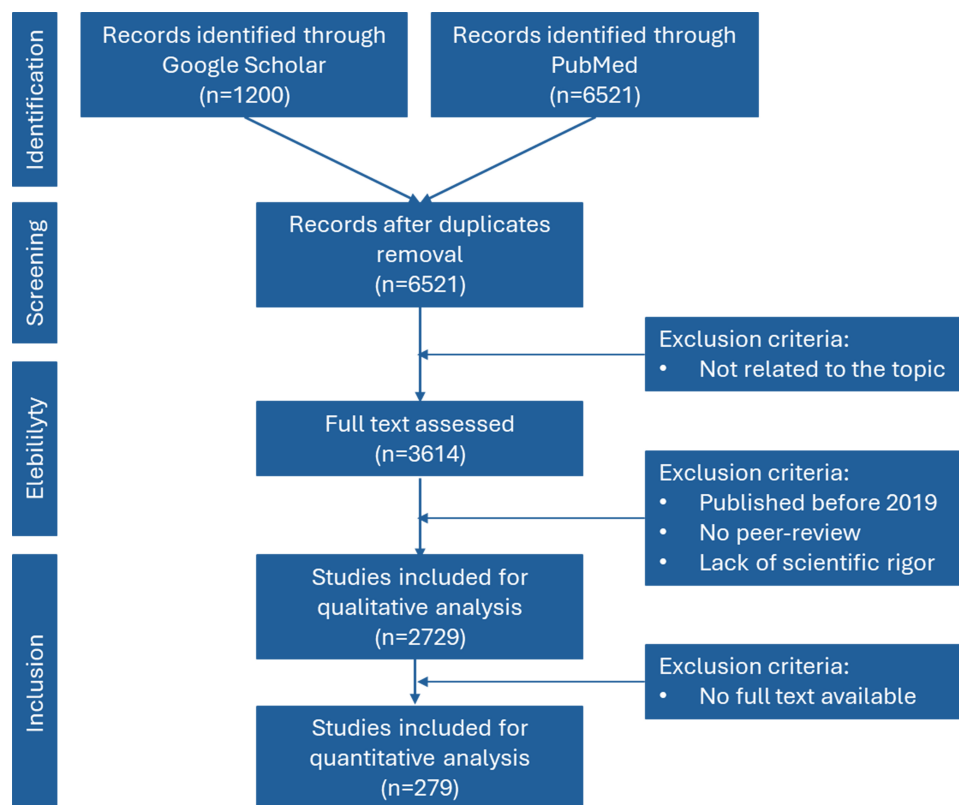 Identification
Records identified through
Google Scholar
(n=1200)
Records identified through
PubMed
(n=6521)
Screening
Records after duplicates
removal
(n=6521)
Exclusion criteria:
• Not related to the topic
Elebililyty
Full text assessed
(n=3614)
Exclusion criteria:
• Published before 2019
• No peer-review
• Lack of scientific rigor
Inclusion
Studies included for
qualitative analysis
(n=2729)
Exclusion criteria:
• No full text available
Studies included for
quantitative analysis
(n=279)